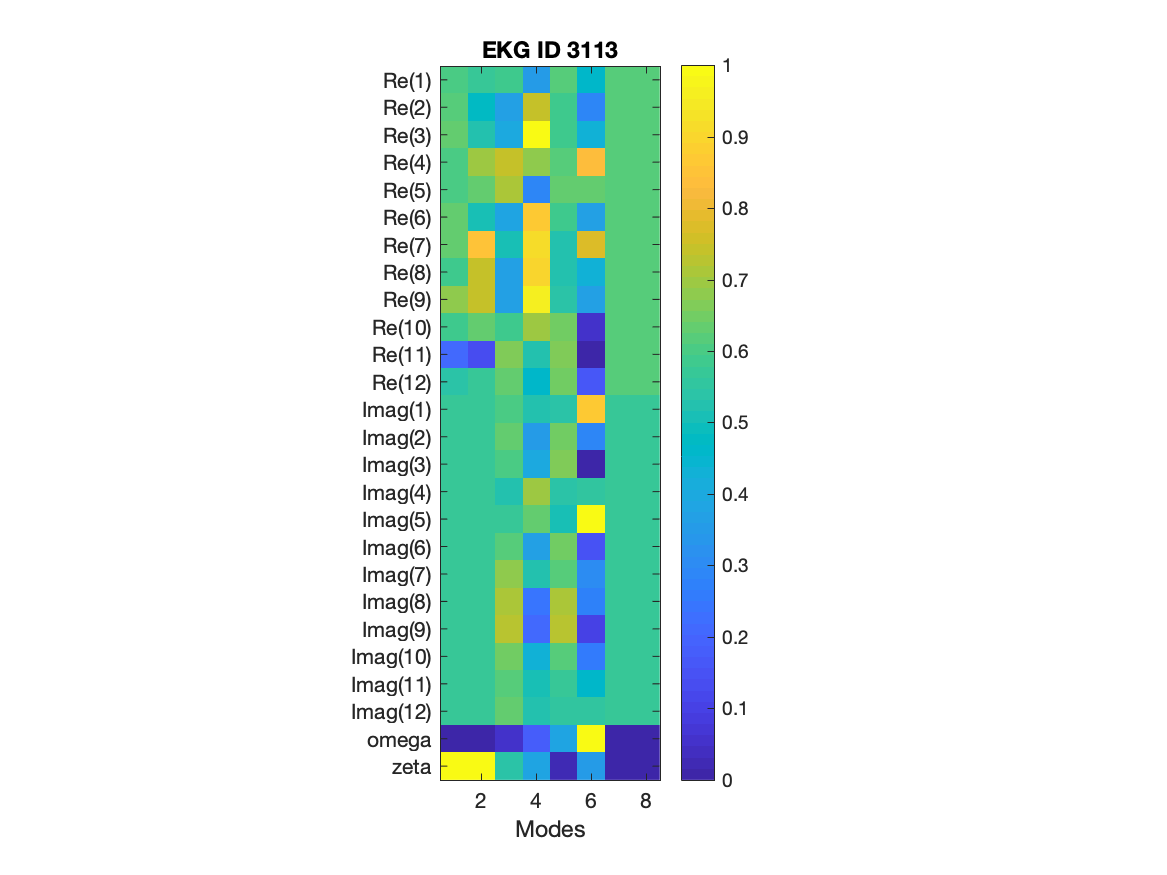 EKG ID 3113
Re(1)
Re(2)
Re(3)
Re(4)
Re(5)
Re(6)
Re(7)
Re(8)
Re(9)
Re(10)
Re(11)
Re(12)
Imag(1)
Imag(2)
Imag(3)
Imag(4)
Imag(5)
Imag(6)
Imag(7)
Imag(8)
Imag(9)
Imag(10)
Imag(11)
Imag(12)
omega
zeta
2 4 6 8
Modes
1
0.9
0.8
0.7
0.6
0.5
0.4
0.3
0.2
0.1
0